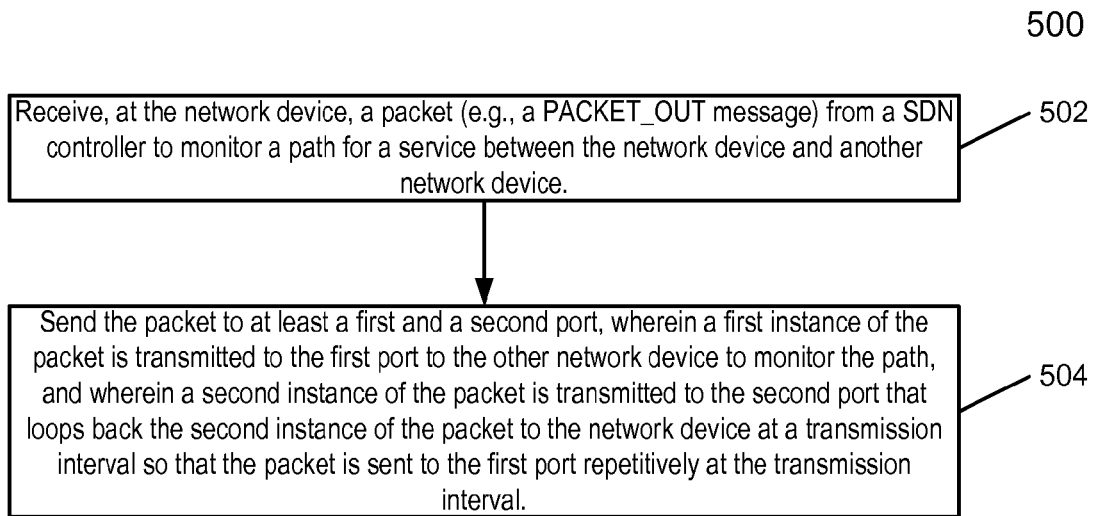 500
Receive, at the network device, a packet (e.g., a PACKET_OUT message) from a SDN
controller to monitor a path for a service between the network device and another
network device.
502
Send the packet to at least a first and a second port, wherein a first instance of the
packet is transmitted to the first port to the other network device to monitor the path,
and wherein a second instance of the packet is transmitted to the second port that
loops back the second instance of the packet to the network device at a transmission
interval so that the packet is sent to the first port repetitively at the transmission
interval.
504